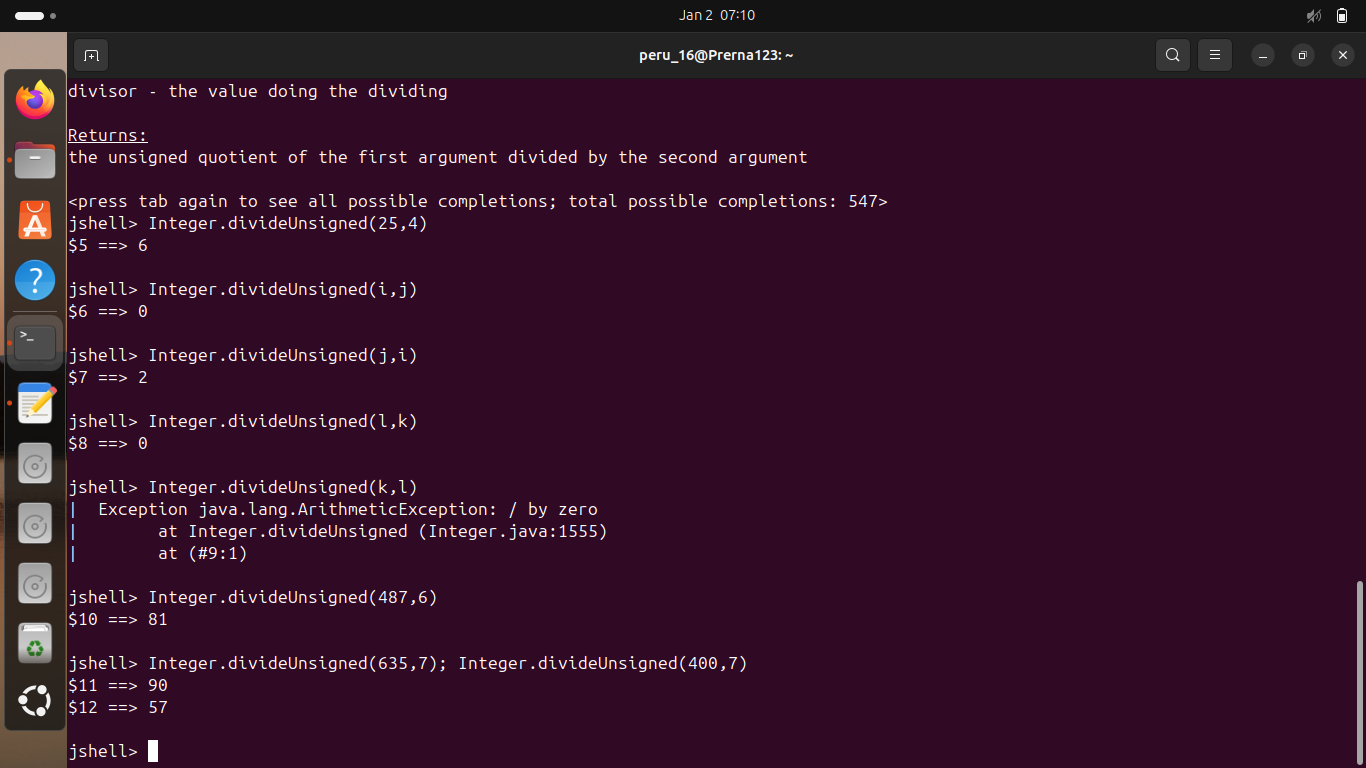 Jan 2 07:10
peru_16@Prerna123: ~
divisor - the value doing the dividing
Returns:
the unsigned quotient of the first argument divided by the second argument
<press tab again to see all possible completions; total possible completions: 547>
jshell> Integer.divideUnsigned(25,4)
$5 ==> 6
jshell> Integer.divideUnsigned(i,j)
$6 ==> 0
jshell> Integer.divideUnsigned(j,i)
$7 ==> 2
jshell> Integer.divideUnsigned(l,k)
$8 ==> 0
jshell> Integer.divideUnsigned(k,l)
|  Exception java.lang.ArithmeticException: / by zero
|        at Integer.divideUnsigned (Integer.java:1555)
|        at (#9:1)
jshell> Integer.divideUnsigned(487,6)
$10 ==> 81
jshell> Integer.divideUnsigned(635,7); Integer.divideUnsigned(400,7)
$11 ==> 90
$12 ==> 57
jshell>